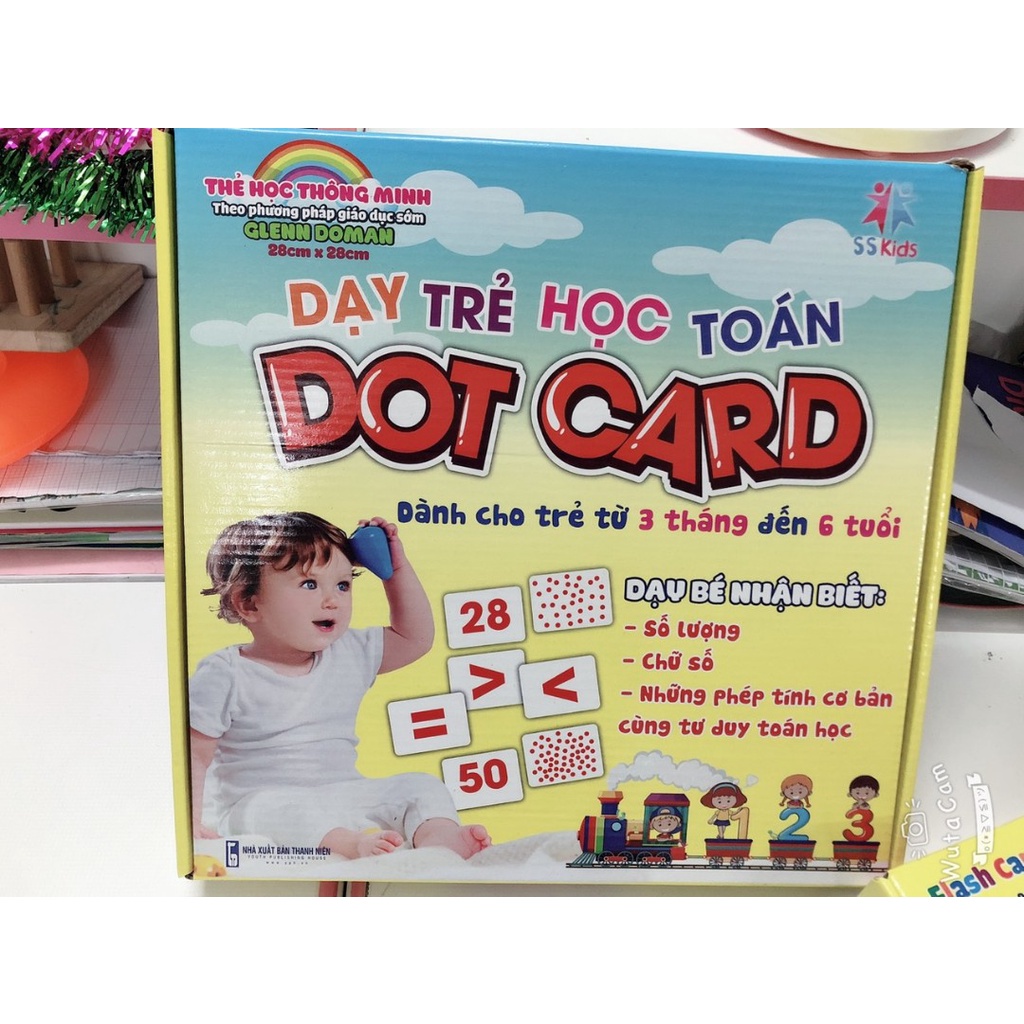 THẺ HỌC THÔNG MINH
Theo phương pháp giáo dục sớm
GLENN DOMAN
28cm x 28cm
SS Kids
DẠY TRẺ HỌC TOÁN
DOT CARD
Dành cho trẻ từ 3 tháng đến 6 tuổi
28
DẠY BÉ NHẬN BIẾT:
- Số lượng
- Chữ số
- Những phép tính cơ bản
cùng tư duy toán học
> <
=
50
1 2 3
NHÀ XUẤT BẢN THANH NIÊN
YOUTH PUBLISHING HOUSE
WutaCam
Flash Ca